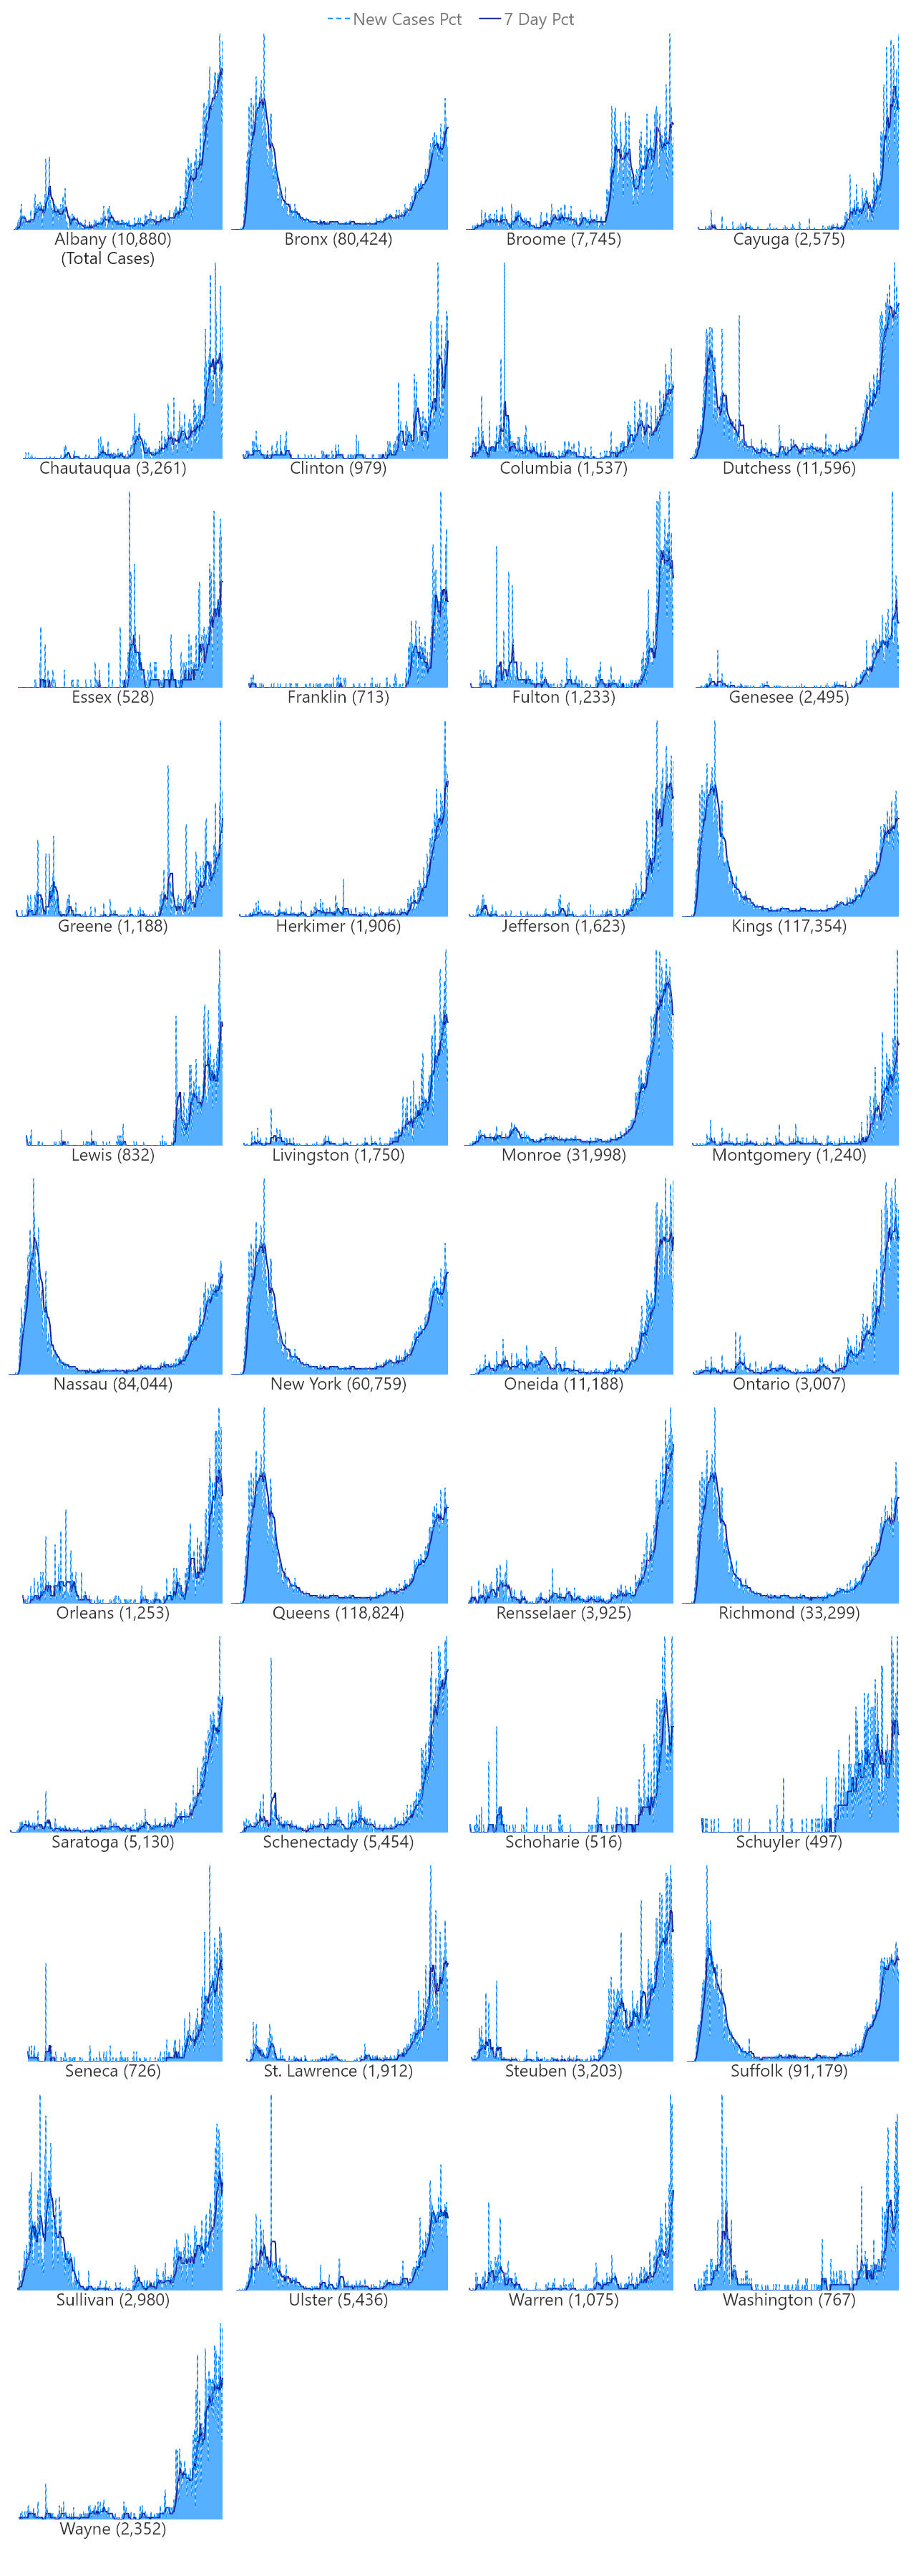 New Cases Pct 7 Day Pct
Albany (10,880) Bronx (80,424) Broome (7,745) Cayuga (2,575)
(Total Cases)
Chautauqua (3,261) Clinton (979) Columbia (1,537) Dutchess (11,596)
Essex (528) Franklin (713) Fulton (1,233) Genesee (2,495)
Greene (1,188) Herkimer (1,906) Jefferson (1,623) Kings (117,354)
Lewis (832) Livingston (1,750) Monroe (31,998) Montgomery (1,240)
Nassau (84,044) New York (60,759) Oneida (11,188) Ontario (3,007)
Orleans (1,253) Queens (118,824) Rensselaer (3,925) Richmond (33,299)
Saratoga (5,130) Schenectady (5,454) Schoharie (516) Schuyler (497)
Seneca (726) St. Lawrence (1,912) Steuben (3,203) Suffolk (91,179)
Sullivan (2,980) Ulster (5,436) Warren (1,075) Washington (767)
Wayne (2,352)